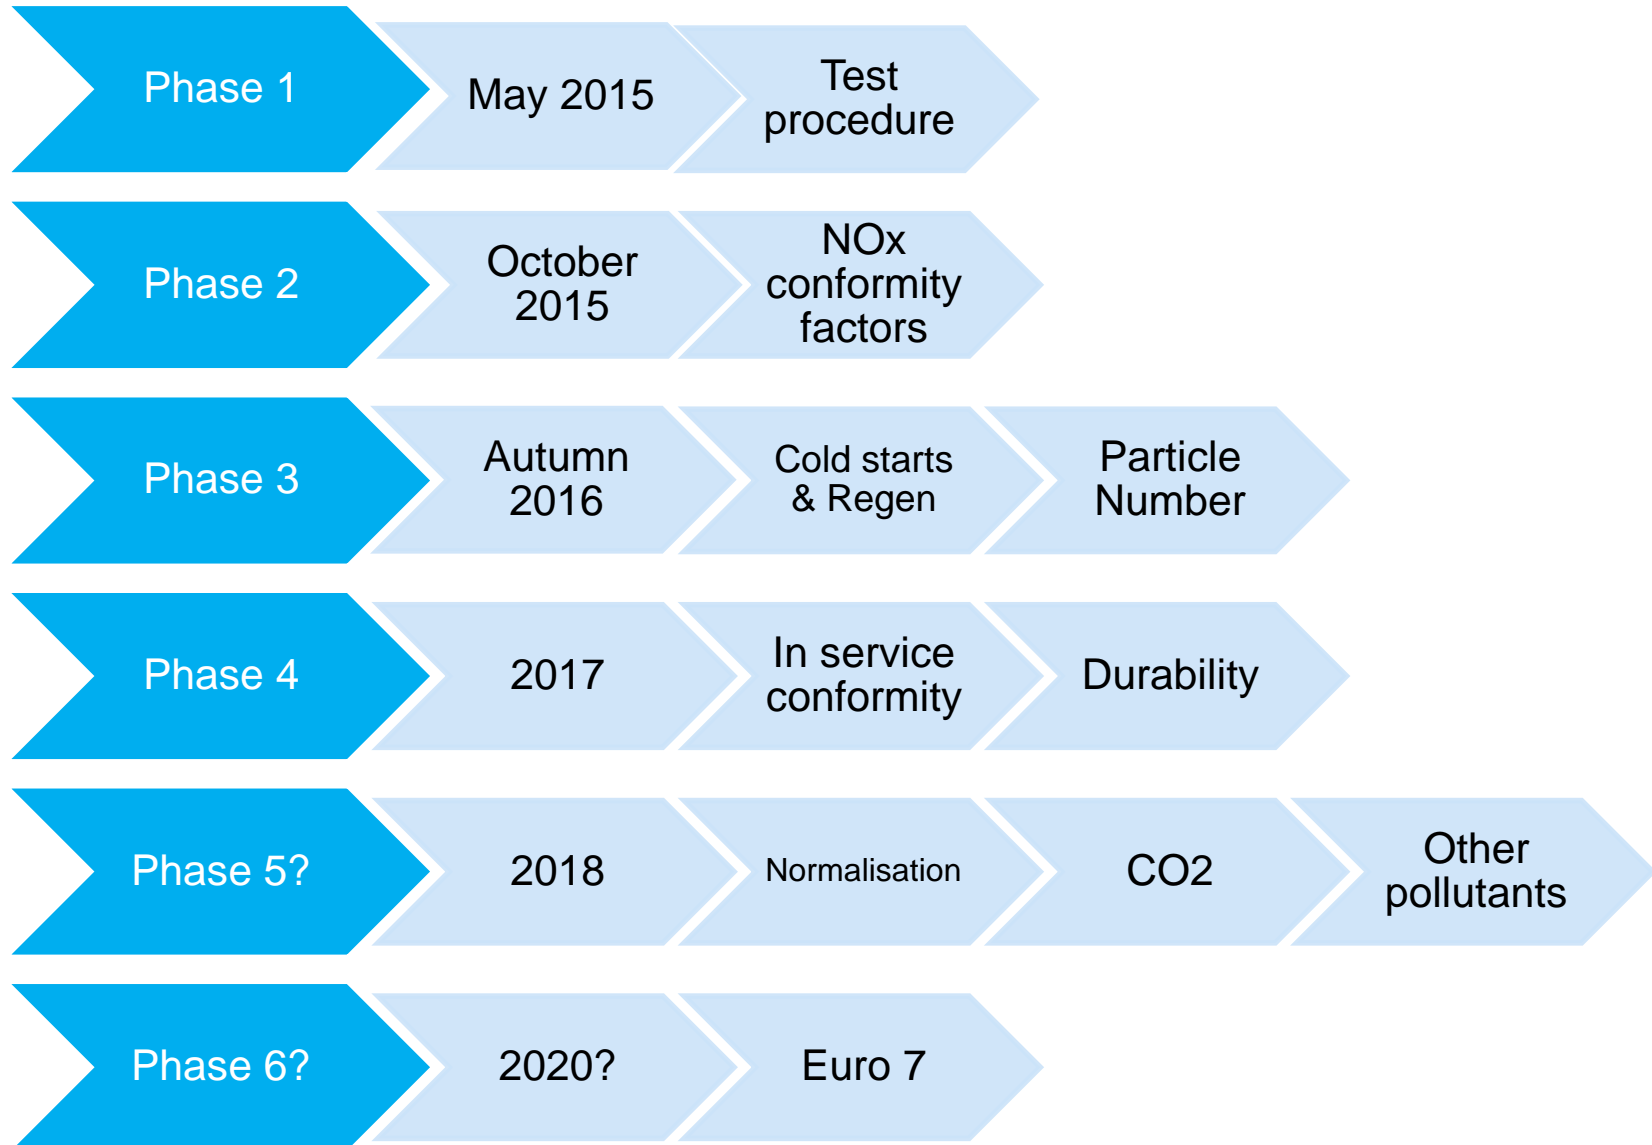 Phase 1
May 2015
Test
procedure
Phase 2
October
2015
NOx
conformity
factors
Phase 3
Autumn
2016
Cold starts
& Regen
Particle
Number
Phase 4
2017
In service
conformity
Durability
Phase 5?
2018
Normalisation
CO2
Other
pollutants
Phase 6?
2020?
Euro 7